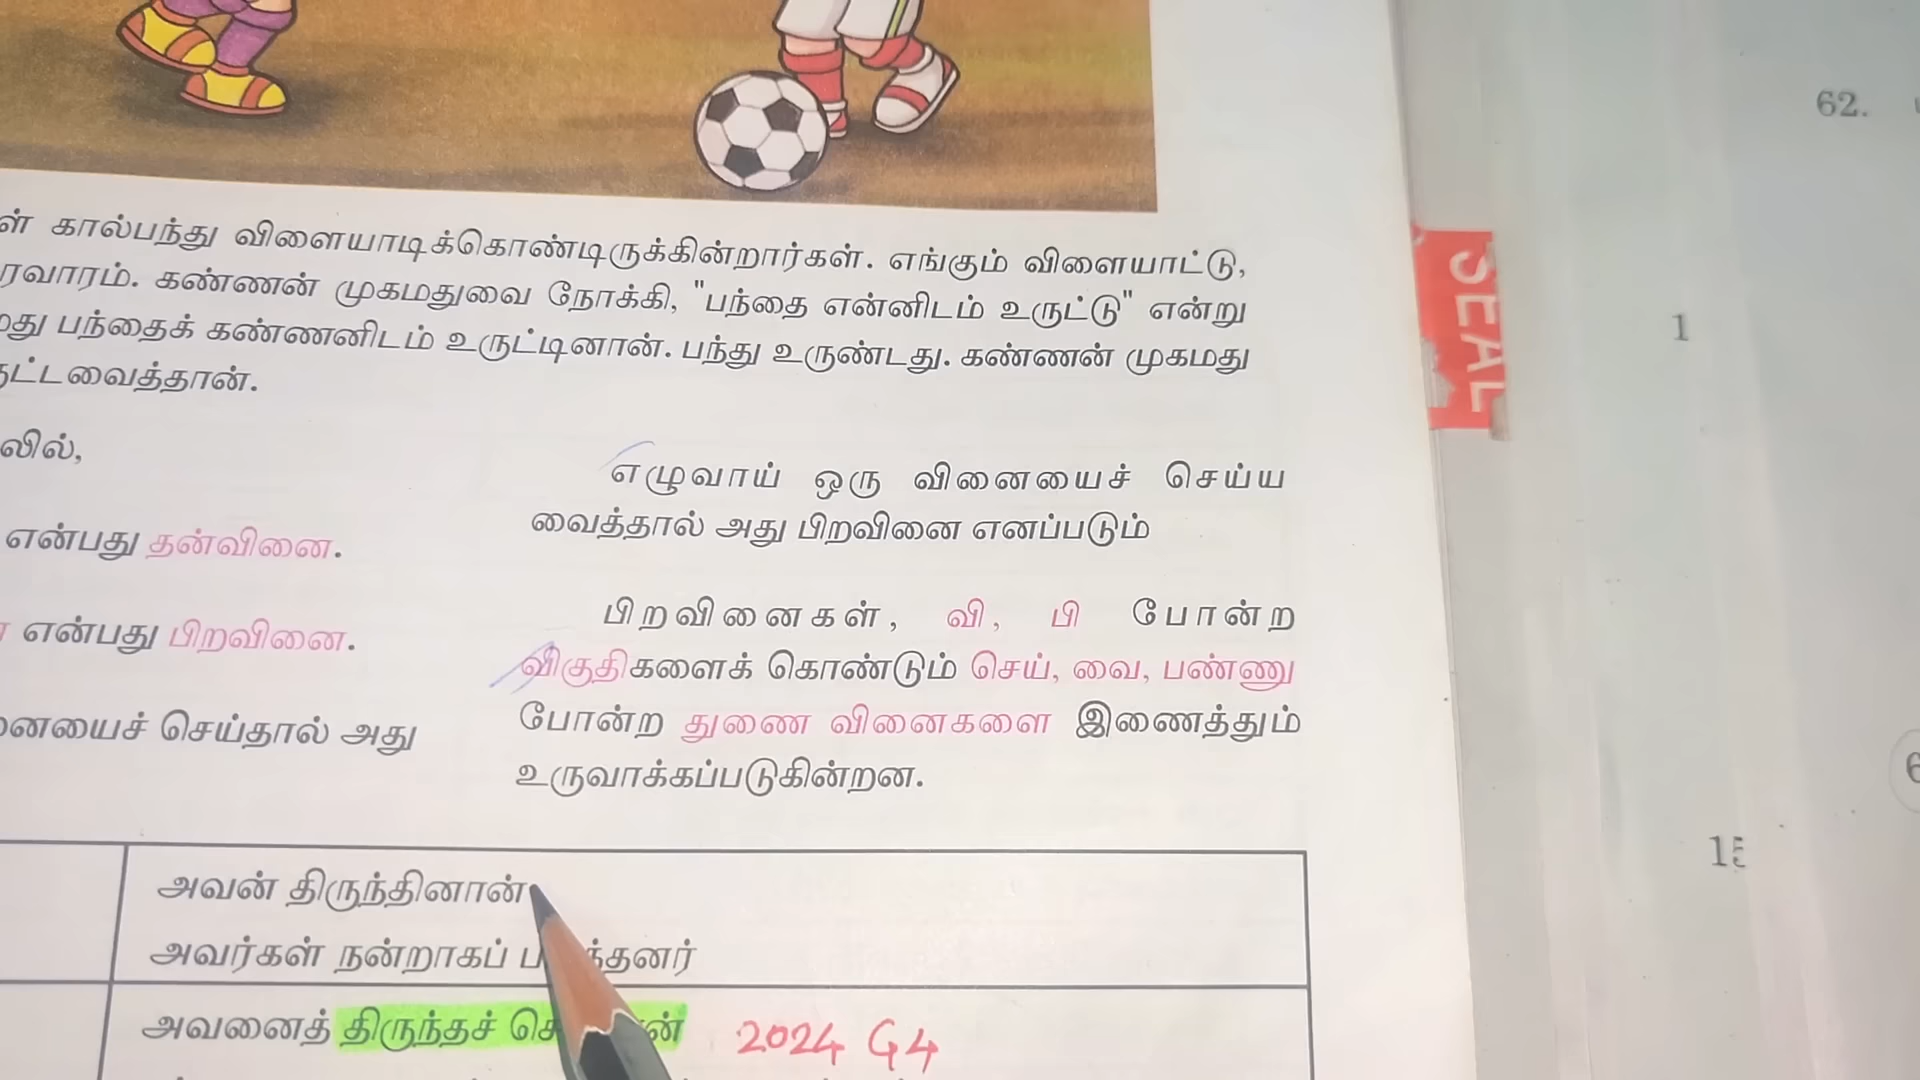 கால்பந்து விளையாடிக்கொண்டிருக்கின்றார்கள். எங்கும் விளையாட்டு,
கண்ணன் முகமதுவை நோக்கி, "பந்தை என்னிடம் உருட்டு" என்று
பந்தைக் கண்ணனிடம் உருட்டினான். பந்து உருண்டது. கண்ணன் முகமது
என்பது தன்வினை.
என்பது பிறவினை.
செய்தால் அது
எழுவாய் ஒரு வினையைச் செய்ய
வைத்தால் அது பிறவினை எனப்படும்
பிறவினைகள், வி, பி போன்ற
விகுதிகளைக் கொண்டும் செய், வை, பண்ணு
போன்ற துணை வினைகளை இணைத்தும்
உருவாக்கப்படுகின்றன.
அவன் திருந்தினான்
அவர்கள் நன்றாகப்
அவனைத் திருந்தச்
2024 G4
SEAL
62.
1